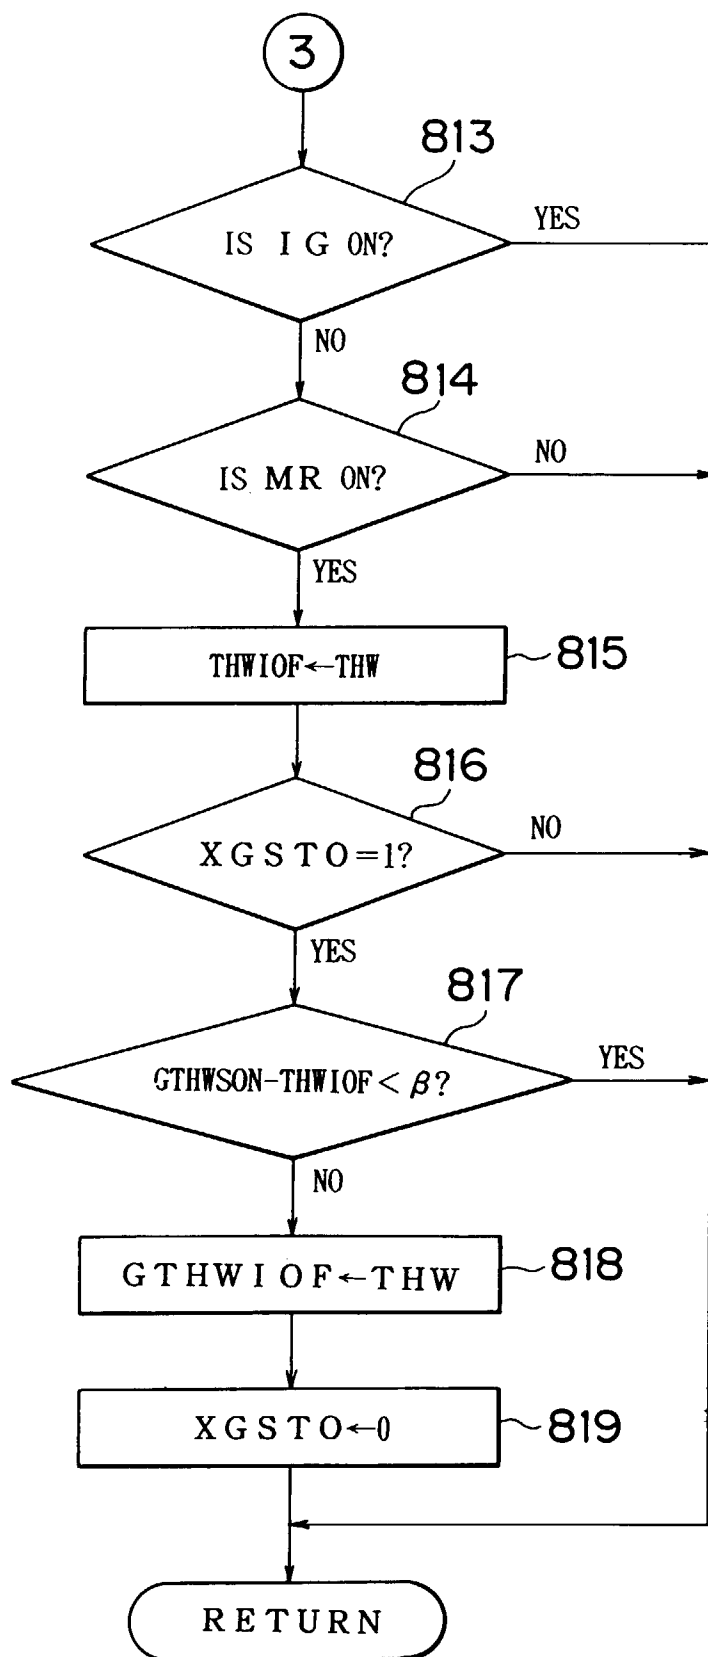 3
813
IS IG ON?
YES
NO
814
IS MR ON?
NO
YES
THWIOF←THW
815
816
XGSTO=1?
NO
YES
817
GTHWSON-THWIOF<β?
YES
NO
GTHWIOF←THW
818
XGSTO←0
819
RETURN